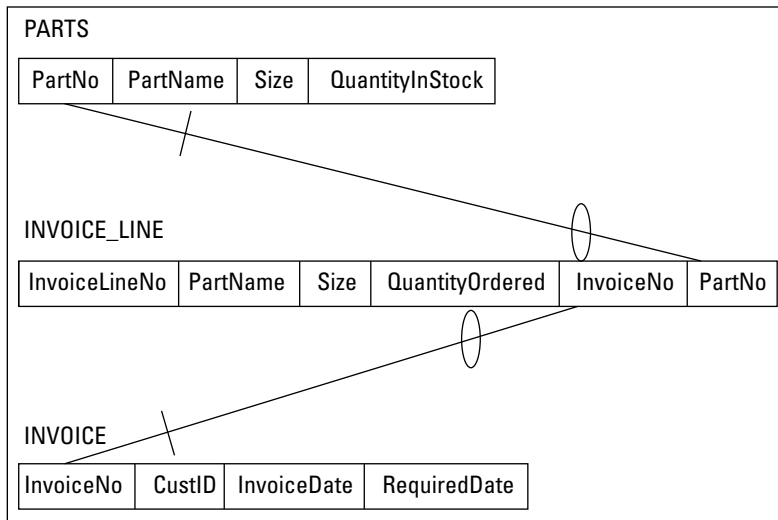 PARTS
PartNo PartName Size QuantityInStock
INVOICE_LINE
InvoiceLineNo PartName Size QuantityOrdered InvoiceNo PartNo
INVOICE
InvoiceNo CustID InvoiceDate RequiredDate